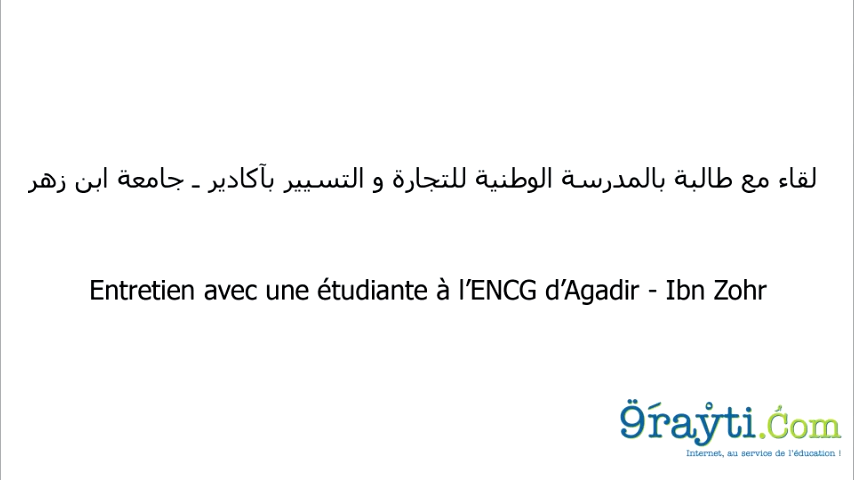 لقاء مع طالبة بالمدرسة الوطنية للتجارة و التسيير بآكادير ـ جامعة ابن زهر
Entretien avec une étudiante à l’ENCG d’Agadir - Ibn Zohr
9rayti.Com
Internet, au service de l’éducation !